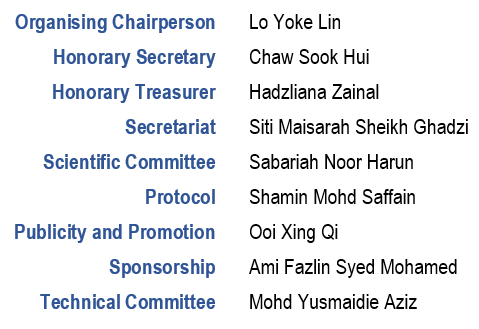 Organising Chairperson Lo Yoke Lin
Honorary Secretary Chaw Sook Hui
Honorary Treasurer Hadzliana Zainal
Secretariat Siti Maisarah Sheikh Ghadzi
Scientific Committee Sabariah Noor Harun
Protocol Shamin Mohd Saffain
Publicity and Promotion Ooi Xing Qi
Sponsorship Ami Fazlin Syed Mohamed
Technical Committee Mohd Yusmaidie Aziz